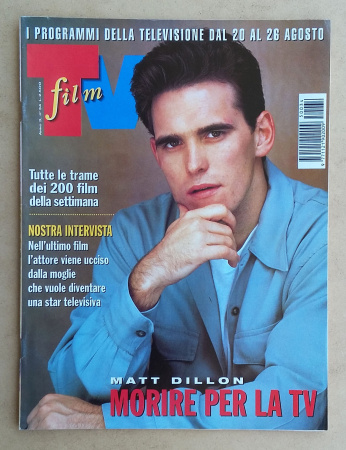 I PROGRAMMI DELLA TELEVISIONE DAL 20 AL 26 AGOSTO
film
TV
Tutte le trame
dei 200 film
della settimana
NOSTRA INTERVISTA
Nell'ultimo film
l'attore viene ucciso
dalla moglie
che vuole diventare
una star televisiva
MATT DILLON
MORIRE PER LA TV